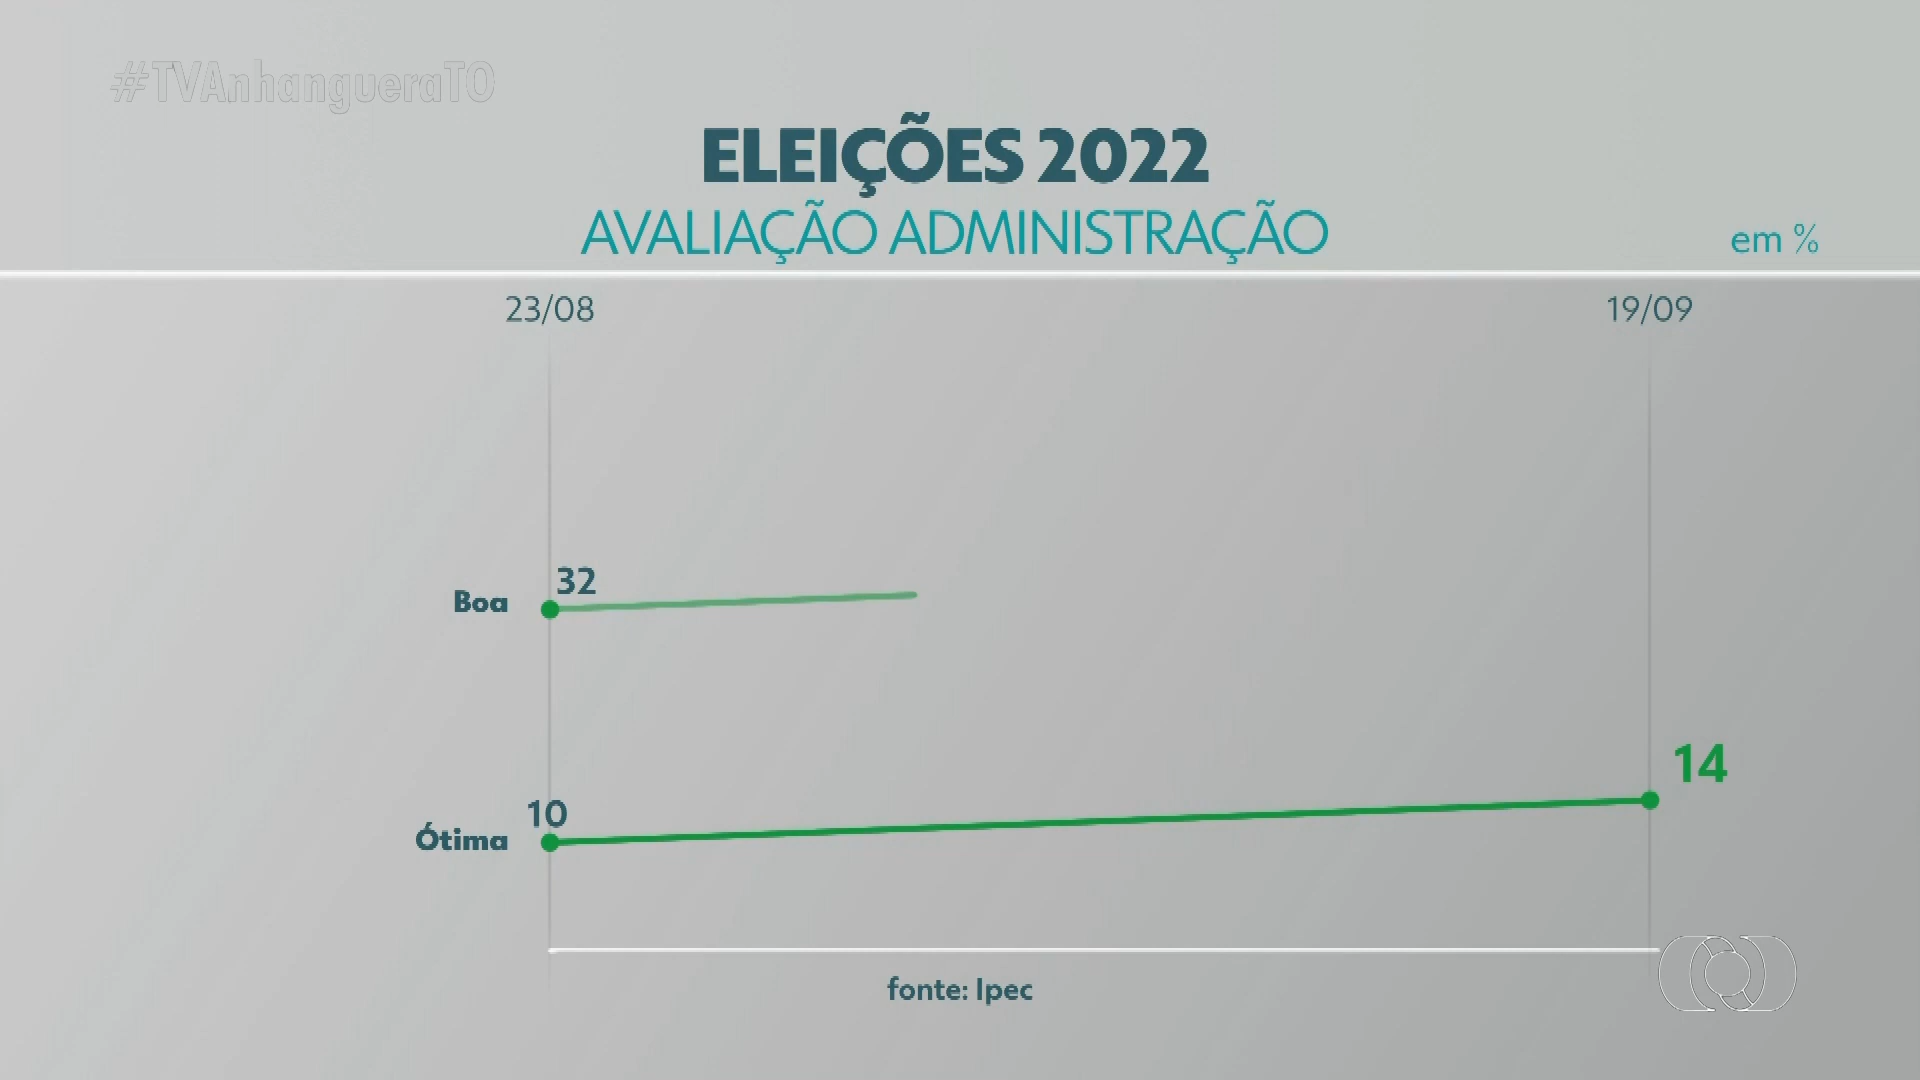 #TVAnhangueraTO
ELEIÇÕES 2022
AVALIAÇÃO ADMINISTRAÇÃO
em %
23/08
19/09
32
Boa
14
10
Ótima
fonte: Ipec